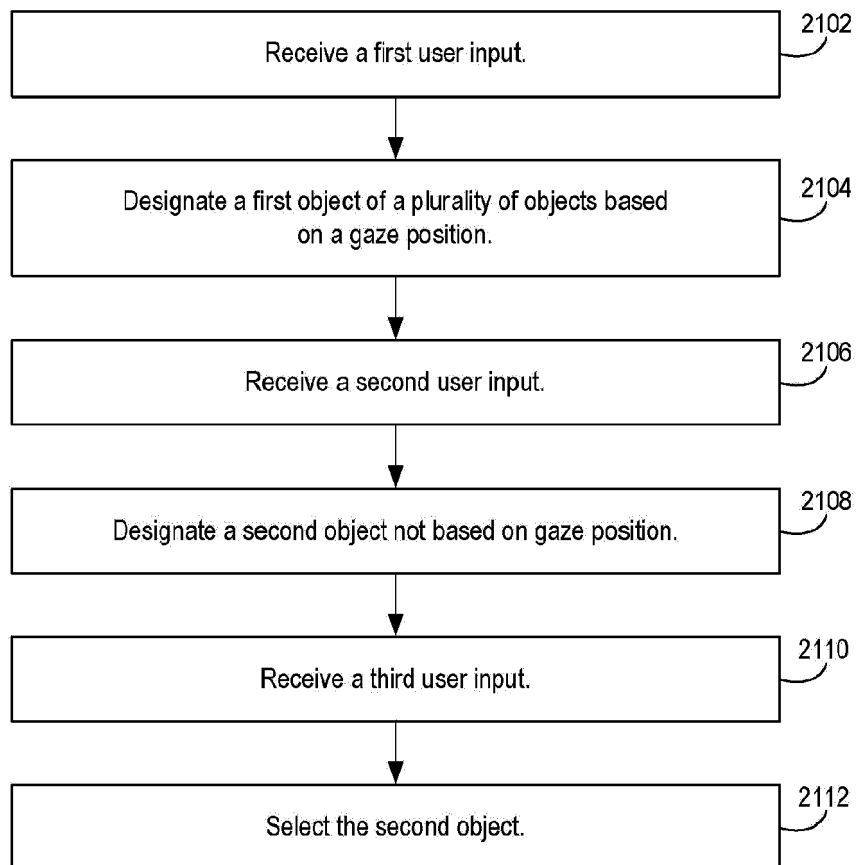 2102
Receive a first user input.
2104
Designate a first object of a plurality of objects based
on a gaze position.
2106
Receive a second user input.
2108
Designate a second object not based on gaze position.
2110
Receive a third user input.
2112
Select the second object.